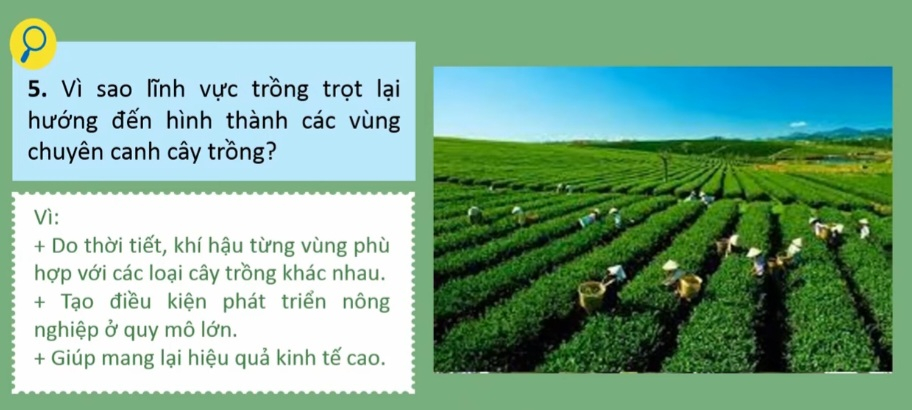 5. Vì sao lĩnh vực trồng trọt lại
hướng đến hình thành các vùng
chuyên canh cây trồng?
Vì:
+ Do thời tiết, khí hậu từng vùng phù
hợp với các loại cây trồng khác nhau.
+ Tạo điều kiện phát triển nông
nghiệp ở quy mô lớn.
+ Giúp mang lại hiệu quả kinh tế cao.